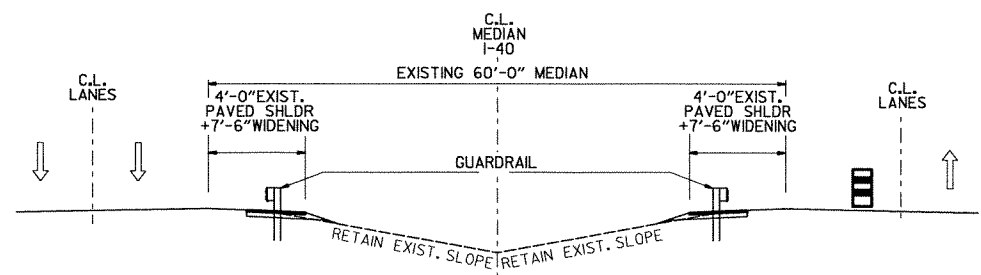 C.L.
MEDIAN
I-40
EXISTING 60'-0" MEDIAN
C.L.
LANES
4'-0"EXIST.
PAVED SHLDR
+7'-6"WIDENING
4'-0"EXIST.
PAVED SHLDR
+7'-6"WIDENING
C.L.
LANES
GUARDRAIL
RETAIN EXIST. SLOPE
RETAIN EXIST. SLOPE